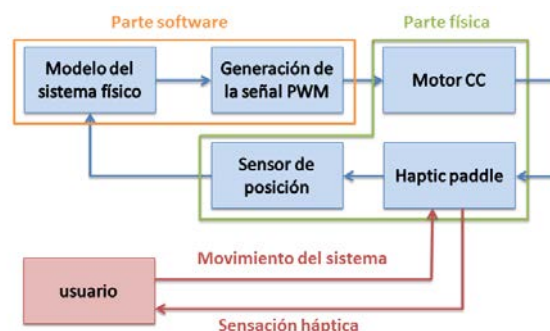 Parte software
Parte física
Modelo del
sistema físico
Generación de
la señal PWM
Motor CC
Sensor de
posición
Haptic paddle
Movimiento del sistema
usuario
Sensación háptica